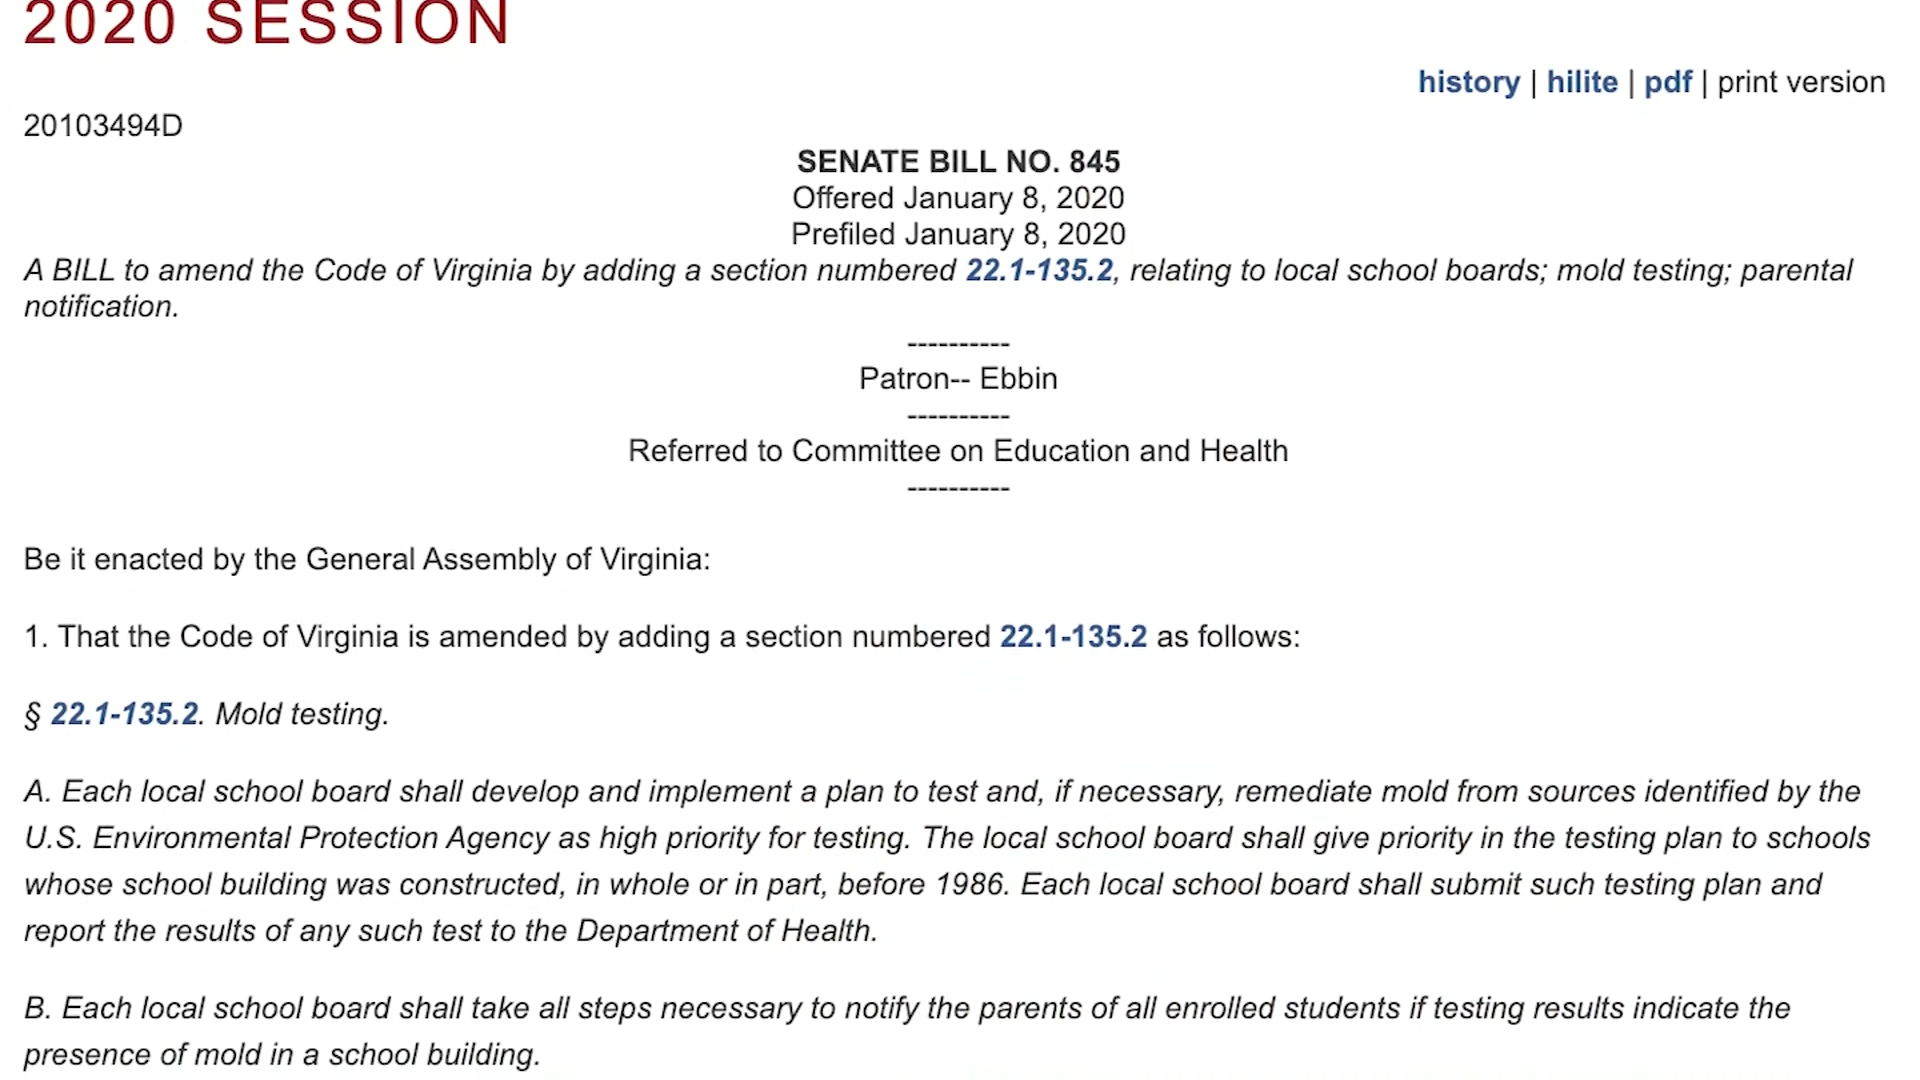 2020 SESSION
history | hilite | pdf | print version
20103494D
SENATE BILL NO. 845
Offered January 8, 2020
Prefiled January 8, 2020
A BILL to amend the Code of Virginia by adding a section numbered 22.1-135.2, relating to local school boards; mold testing; parental
notification.
----------
Patron-- Ebbin
----------
Referred to Committee on Education and Health
----------
Be it enacted by the General Assembly of Virginia:
1. That the Code of Virginia is amended by adding a section numbered 22.1-135.2 as follows:
§ 22.1-135.2. Mold testing.
A. Each local school board shall develop and implement a plan to test and, if necessary, remediate mold from sources identified by the
U.S. Environmental Protection Agency as high priority for testing. The local school board shall give priority in the testing plan to schools
whose school building was constructed, in whole or in part, before 1986. Each local school board shall submit such testing plan and
report the results of any such test to the Department of Health.
B. Each local school board shall take all steps necessary to notify the parents of all enrolled students if testing results indicate the
presence of mold in a school building.